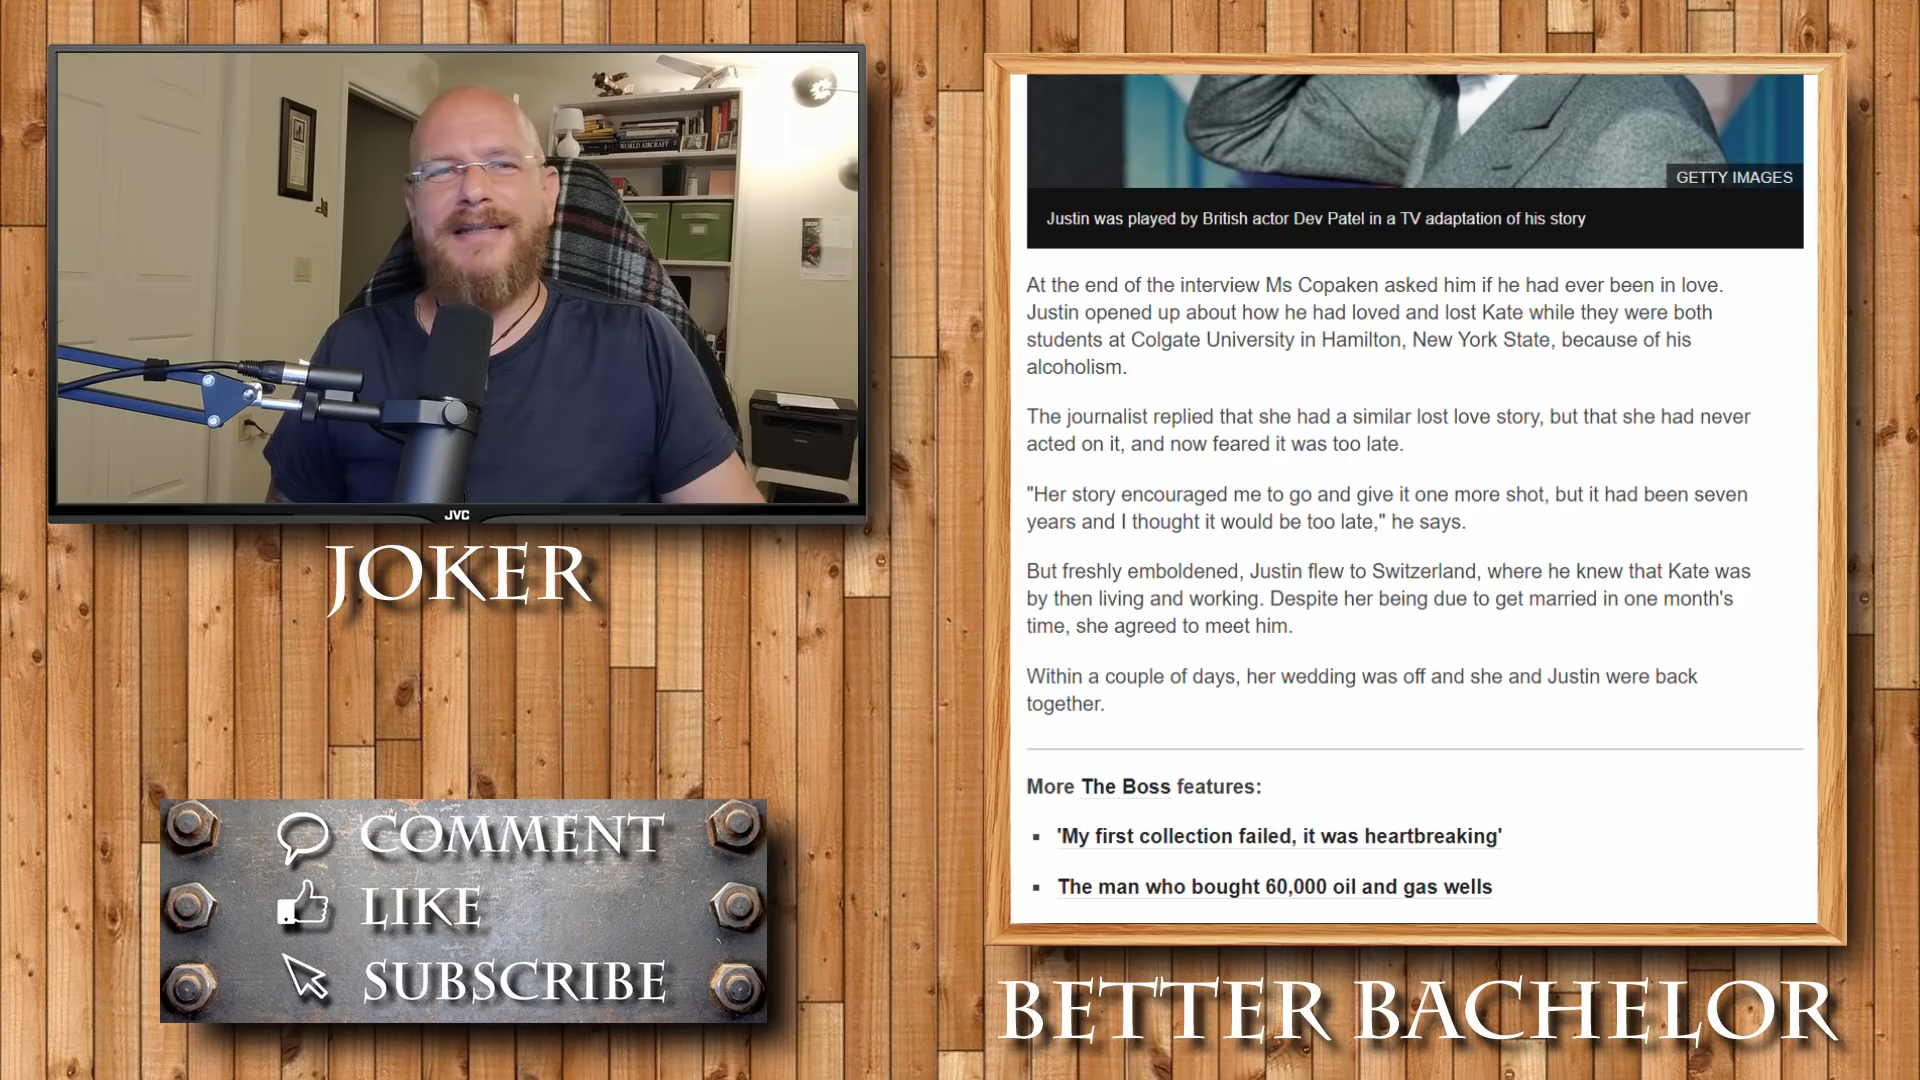 WORLD AIRCRAFT
JVC
JOKER
COMMENT
LIKE
SUBSCRIBE
GETTY IMAGES
Justin was played by British actor Dev Patel in a TV adaptation of his story
At the end of the interview Ms Copaken asked him if he had ever been in love.
Justin opened up about how he had loved and lost Kate while they were both
students at Colgate University in Hamilton, New York State, because of his
alcoholism.
The journalist replied that she had a similar lost love story, but that she had never
acted on it, and now feared it was too late.
"Her story encouraged me to go and give it one more shot, but it had been seven
years and I thought it would be too late," he says.
But freshly emboldened, Justin flew to Switzerland, where he knew that Kate was
by then living and working. Despite her being due to get married in one month's
time, she agreed to meet him.
Within a couple of days, her wedding was off and she and Justin were back
together.
More The Boss features:
'My first collection failed, it was heartbreaking'
The man who bought 60,000 oil and gas wells
BETTER BACHELOR